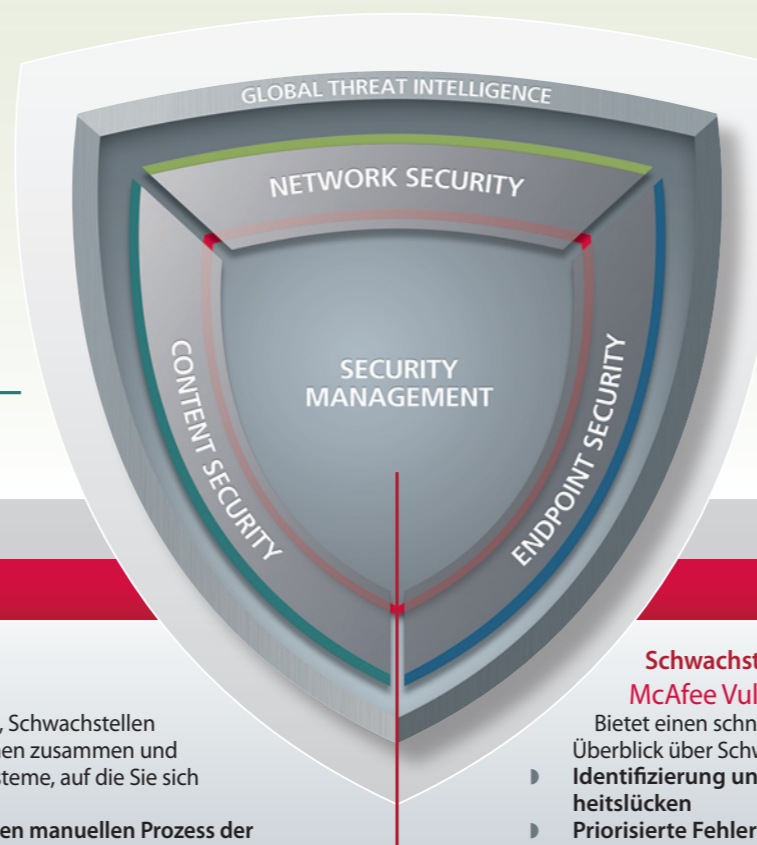 GLOBAL THREAT INTELLIGENCE
NETWORK SECURITY
CONTENT SECURITY
SECURITY
MANAGEMENT
ENDPOINT SECURITY
, Schwachstellen
en zusammen und
steme, auf die Sie sich
en manuellen Prozess der
Schwachst
McAfee Vul
Bietet einen schn
Überblick über Schw
Identifizierung un
heitslücken
Priorisierte Fehler